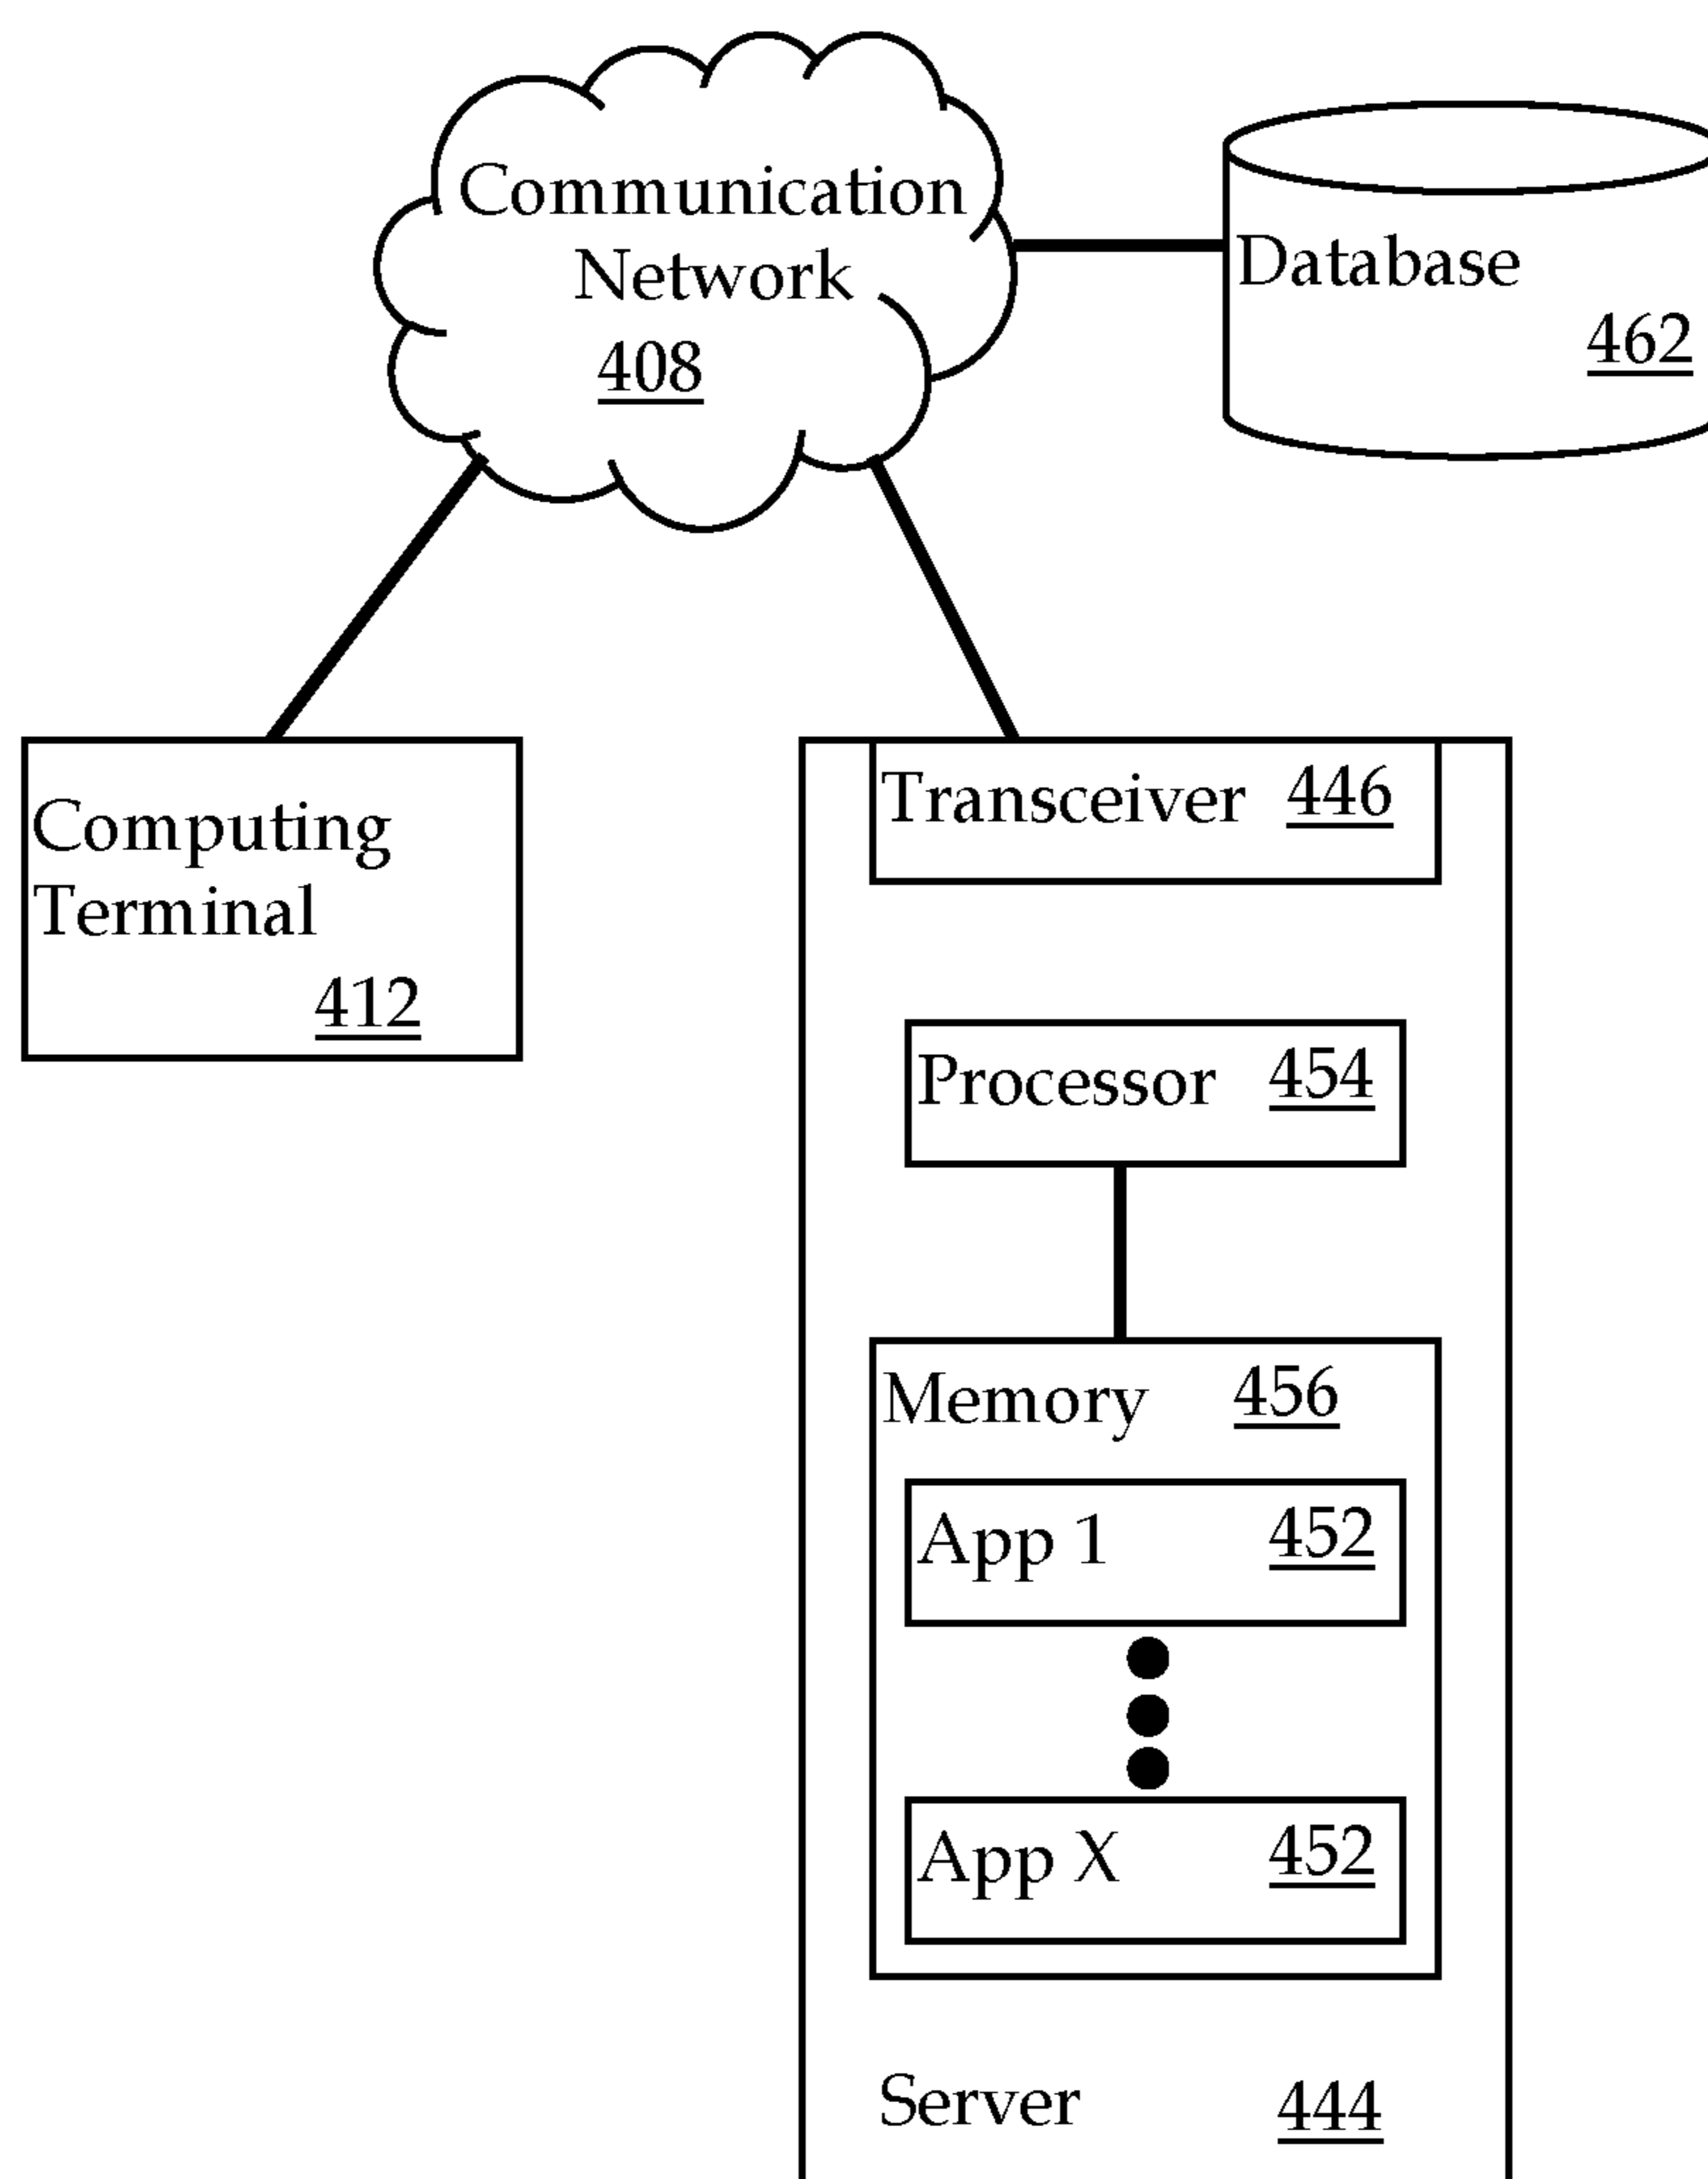 Communication
Network
408
Database
462
Computing
Terminal
412
Transceiver 446
Processor 454
Memory 456
App 1 452
App X 452
Server 444